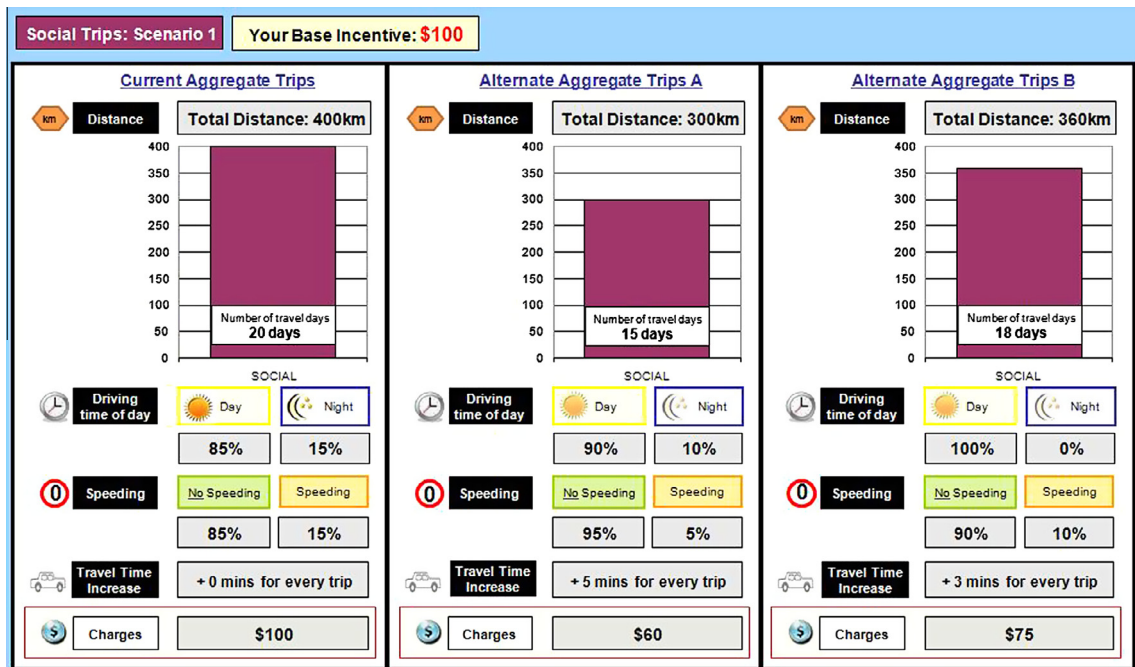 Social Trips: Scenario 1
Your Base Incentive: $100
Current Aggregate Trips
km
Distance
Total Distance: 400km
400
350
300
250
200
150
100
50
0
Number of travel days
20 days
SOCIAL
Driving
time of day
Day
Night
85%
15%
0
Speeding
No Speeding
Speeding
85%
15%
Travel Time
Increase
+ 0 mins for every trip
$
Charges
$100
Alternate Aggregate Trips A
km
Distance
Total Distance: 300km
400
350
300
250
200
150
100
50
0
Number of travel days
15 days
SOCIAL
Driving
time of day
Day
Night
90%
10%
0
Speeding
No Speeding
Speeding
95%
5%
Travel Time
Increase
+ 5 mins for every trip
$
Charges
$60
Alternate Aggregate Trips B
km
Distance
Total Distance: 360km
400
350
300
250
200
150
100
50
0
Number of travel days
18 days
SOCIAL
Driving
time of day
Day
Night
100%
0%
0
Speeding
No Speeding
Speeding
90%
10%
Travel Time
Increase
+ 3 mins for every trip
$
Charges
$75